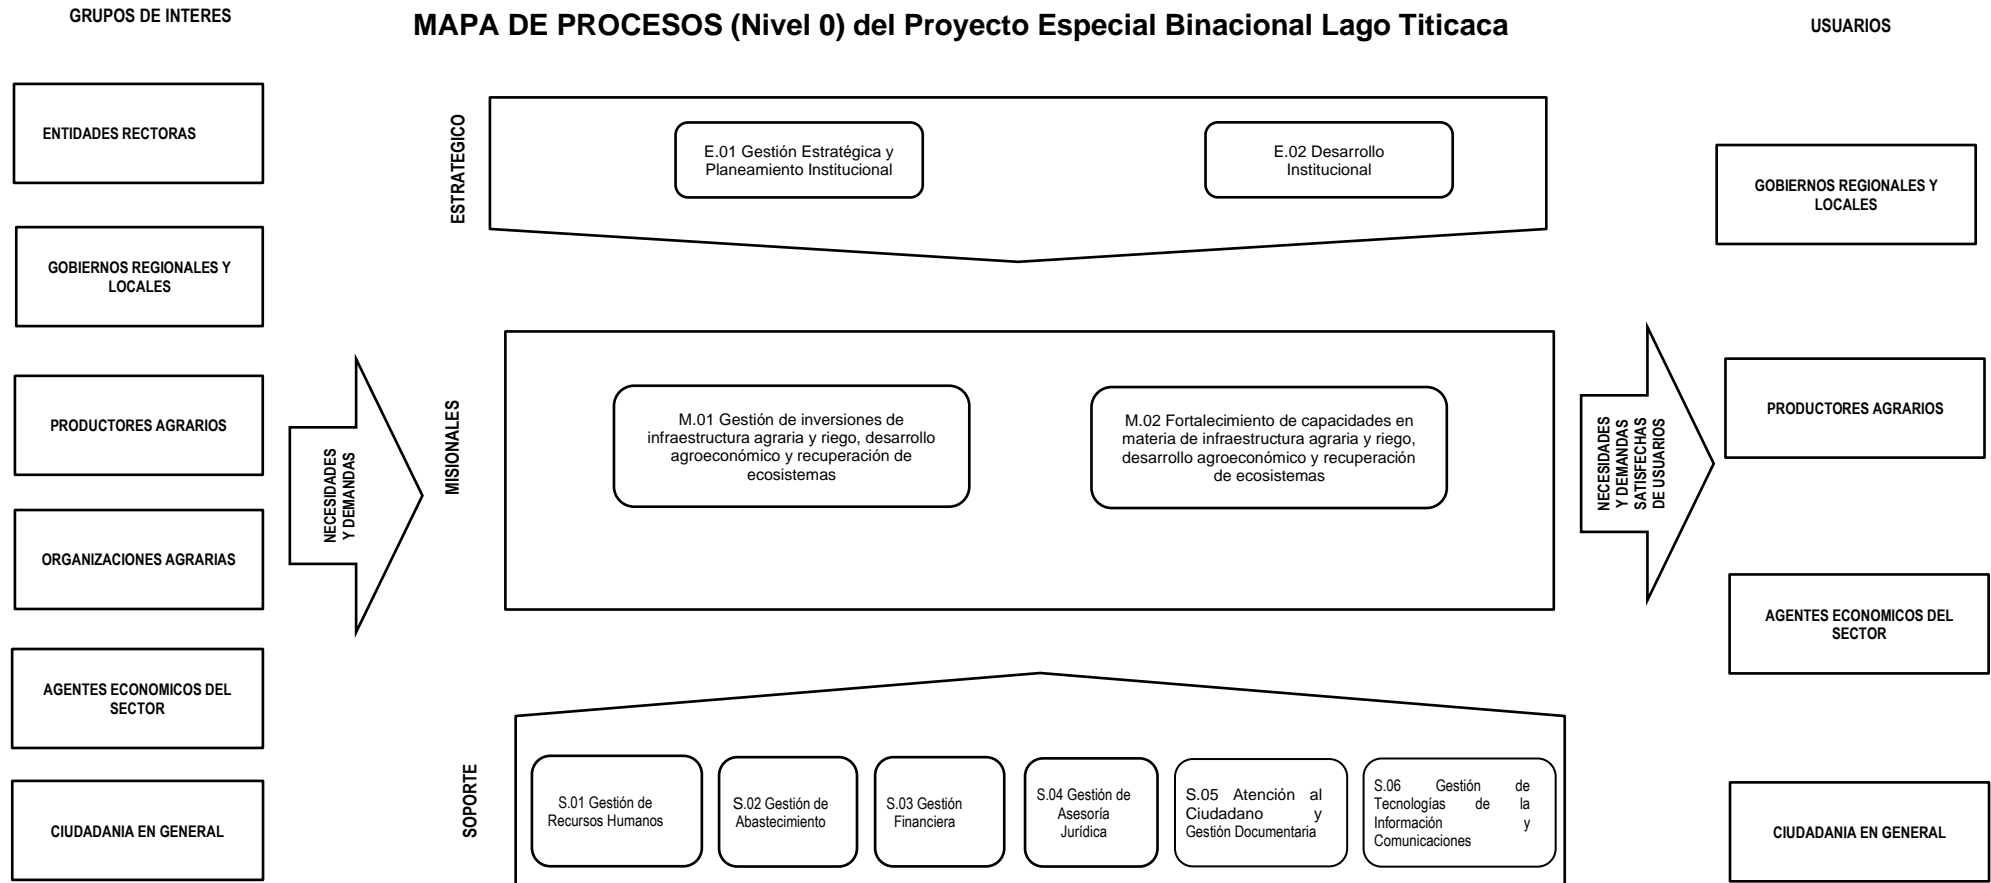 GRUPOS DE INTERES
MAPA DE PROCESOS (Nivel 0) del Proyecto Especial Binacional Lago Titicaca
USUARIOS
ENTIDADES RECTORAS
GOBIERNOS REGIONALES Y
LOCALES
PRODUCTORES AGRARIOS
ORGANIZACIONES AGRARIAS
AGENTES ECONOMICOS DEL
SECTOR
CIUDADANIA EN GENERAL
NECESIDADES
Y DEMANDAS
ESTRATEGICO
E.01 Gestión Estratégica y
Planeamiento Institucional
E.02 Desarrollo
Institucional
MISIONALES
M.01 Gestión de inversiones de
infraestructura agraria y riego, desarrollo
agroeconómico y recuperación de
ecosistemas
M.02 Fortalecimiento de capacidades en
materia de infraestructura agraria y riego,
desarrollo agroeconómico y recuperación
de ecosistemas
SOPORTE
S.01 Gestión de
Recursos Humanos
S.02 Gestión de
Abastecimiento
S.03 Gestión
Financiera
S.04 Gestión de
Asesoría
Jurídica
S.05 Atención al
Ciudadano y
Gestión Documentaria
S.06 Gestión de
Tecnologías de la
Información y
Comunicaciones
NECESIDADES
Y DEMANDAS
SATISFECHAS
DE USUARIOS
GOBIERNOS REGIONALES Y
LOCALES
PRODUCTORES AGRARIOS
AGENTES ECONOMICOS DEL
SECTOR
CIUDADANIA EN GENERAL